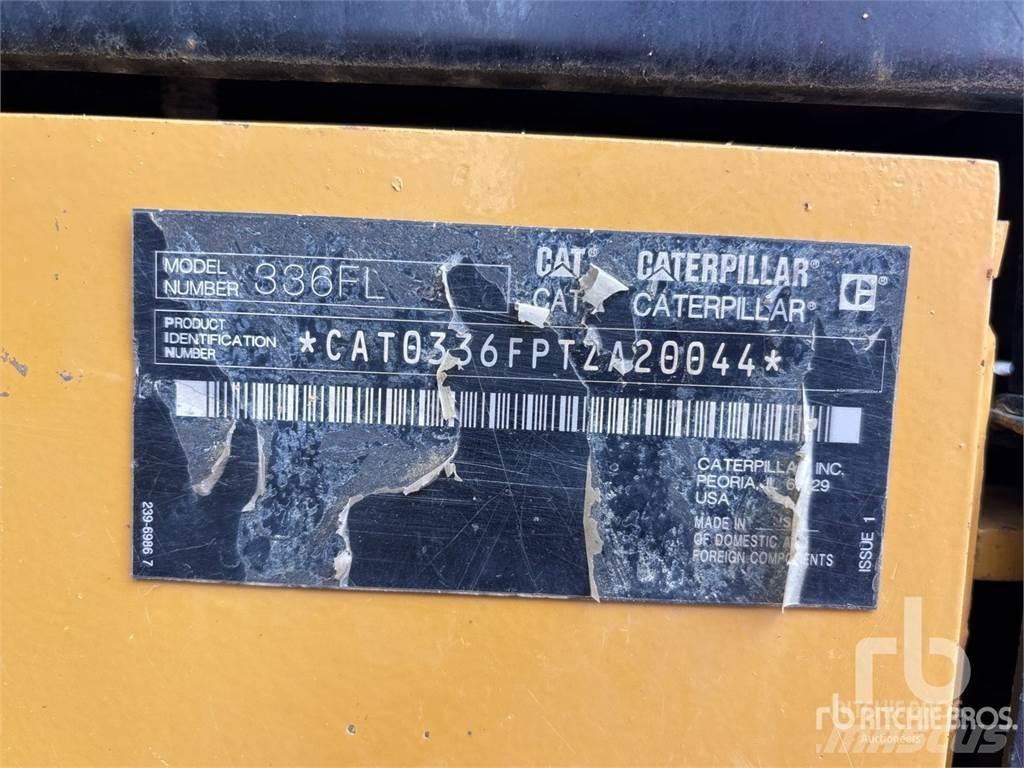 MODEL NUMBER 336FL
CAT® CATERPILLAR®
CAT CATERPILLAR®
PRODUCT IDENTIFICATION NUMBER *CAT0336FPTZA20044*
CATERPILLAR INC.
PEORIA, IL
USA
MADE IN
OF DOMESTIC
FOREIGN COMPONENTS
239-6986 7
ISSUE 1
rb
rb RITCHIE BROS.
Auctioneers